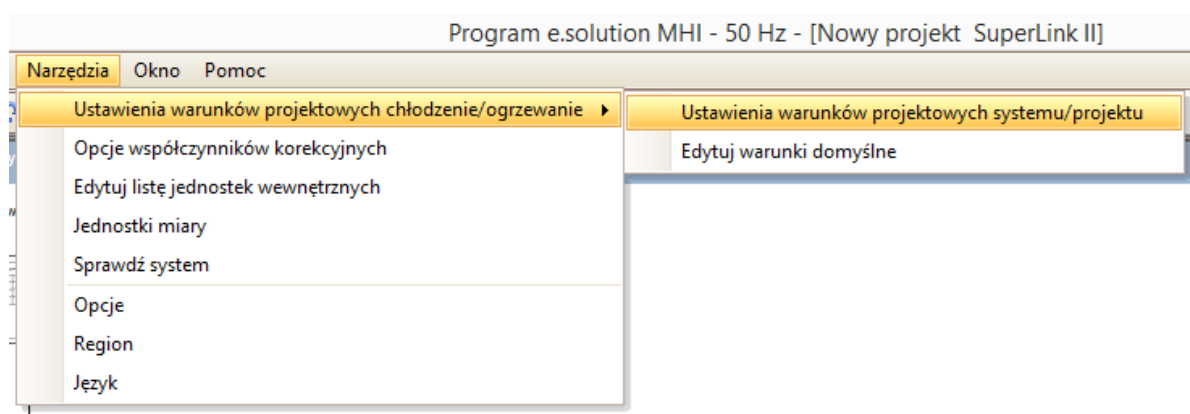 Program e.solution MHI - 50 Hz - [Nowy projekt SuperLink II]
Narzędzia Okno Pomoc
Ustawienia warunków projektowych chłodzenie/ogrzewanie
Ustawienia warunków projektowych systemu/projektu
Opcje współczynników korekcyjnych
Edytuj warunki domyślne
Edytuj listę jednostek wewnętrznych
Jednostki miary
Sprawdź system
Opcje
Region
Język